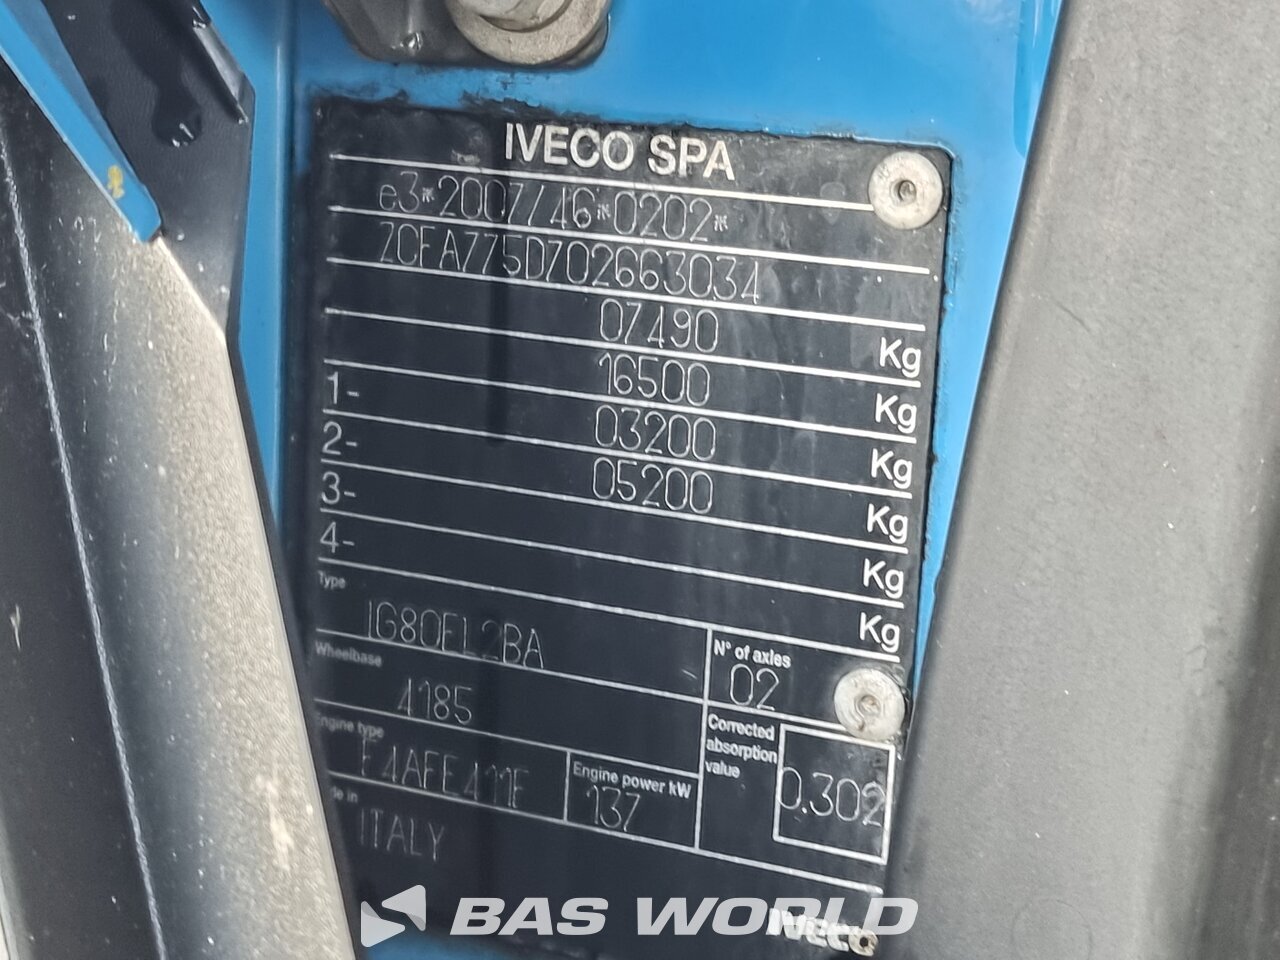 IVECO SPA
e3*2007/46*0202*
ZCFA775D702663034
07490 Kg
16500 Kg
1- 03200 Kg
2- 05200 Kg
3- Kg
4- Kg
Type
IG80EL2BA
N° of axles
02
Wheelbase
4185
Engine type
F4AFE411F
Engine power kW
137
Corrected absorption value
0.302
in
ITALY
IVECO
BAS WORLD